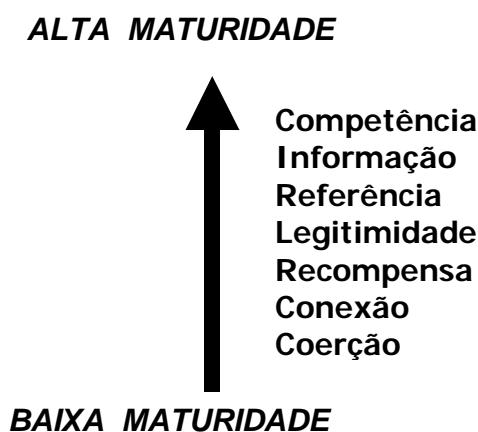 ALTA MATURIDADE
Competência
Informação
Referência
Legitimidade
Recompensa
Conexão
Coerção
BAIXA MATURIDADE